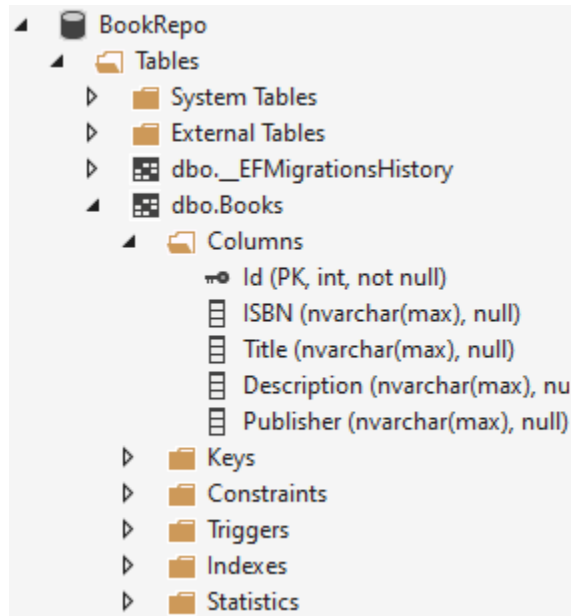 BookRepo
Tables
System Tables
External Tables
dbo.__EFMigrationsHistory
dbo.Books
Columns
Id (PK, int, not null)
ISBN (nvarchar(max), null)
Title (nvarchar(max), null)
Description (nvarchar(max), nu
Publisher (nvarchar(max), null)
Keys
Constraints
Triggers
Indexes
Statistics